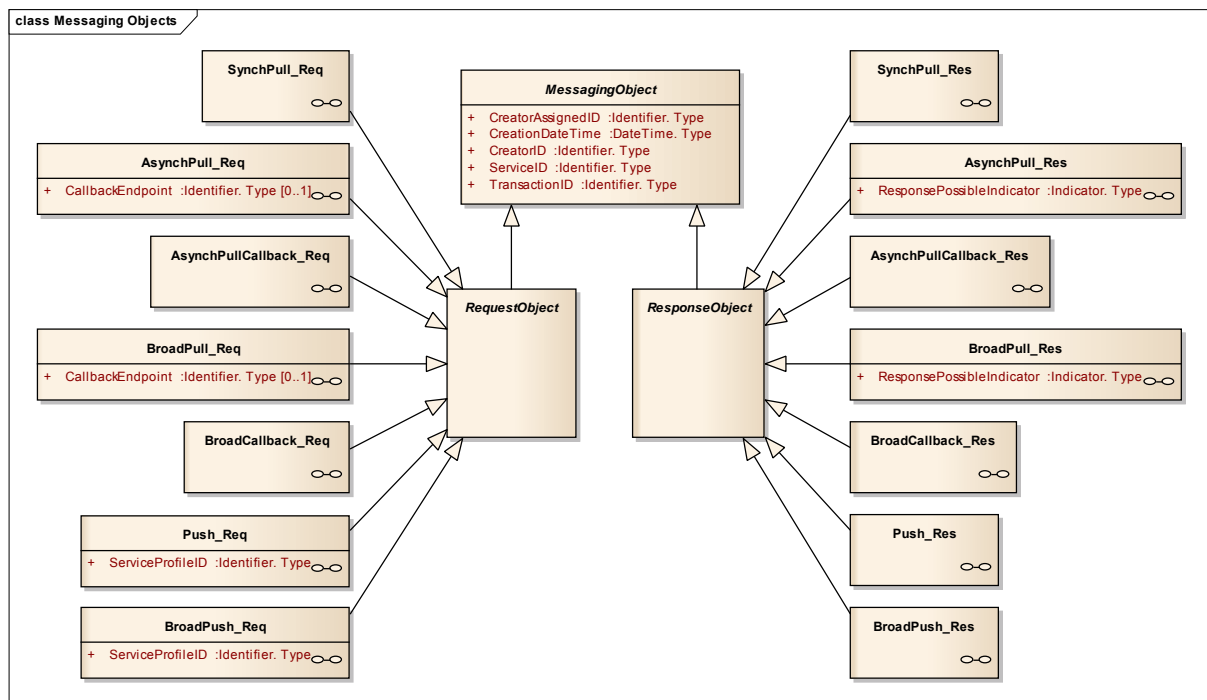 class Messaging Objects
SynchPull_Req
AsynchPull_Req
+ CallbackEndpoint :Identifier. Type [0..1]
AsynchPullCallback_Req
BroadPull_Req
+ CallbackEndpoint :Identifier. Type [0..1]
BroadCallback_Req
Push_Req
+ ServiceProfileID :Identifier. Type
BroadPush_Req
+ ServiceProfileID :Identifier. Type
MessagingObject
+ CreatorAssignedID :Identifier. Type
+ CreationDateTime :DateTime. Type
+ CreatorID :Identifier. Type
+ ServiceID :Identifier. Type
+ TransactionID :Identifier. Type
RequestObject
ResponseObject
SynchPull_Res
AsynchPull_Res
+ ResponsePossibleIndicator :Indicator. Type
AsynchPullCallback_Res
BroadPull_Res
+ ResponsePossibleIndicator :Indicator. Type
BroadCallback_Res
Push_Res
BroadPush_Res